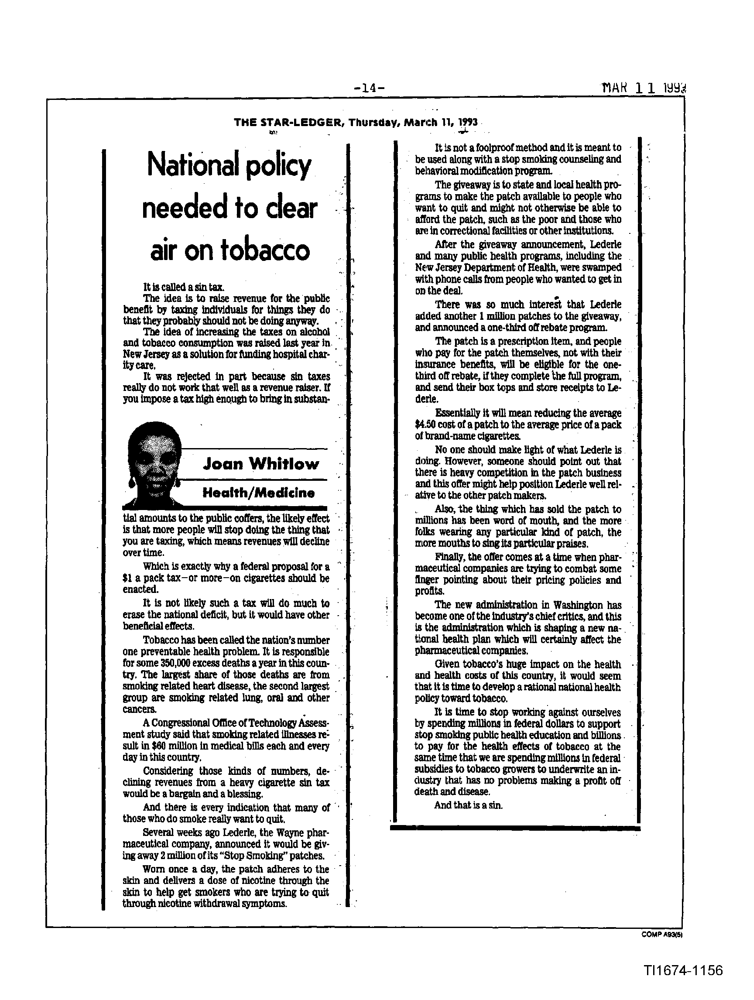 -14-
MAR 11 1993
THE STAR-LEDGER, Thursday, March 11, 1993
National policy
needed to clear
air on tobacco
It is called a sin tax.
The idea is to raise revenue for the public
benefit by taxing individuals for things they do
that they probably should not be doing anyway.
The idea of increasing the taxes on alcohol
and tobacco consumption was raised last year in
New Jersey as a solution for funding hospital char-
ity care.
It was rejected in part because sin taxes
really do not work that well as a revenue raiser. If
you impose a tax high enough to bring in substan-
Joan Whitlow
Health/Medicine
tial amounts to the public coffers, the likely effect
is that more people will stop doing the thing that
you are taxing, which means revenues will decline
over time.
Which is exactly why a federal proposal for a
$1 a pack tax—or more—on cigarettes should be
enacted.
It is not likely such a tax will do much to
erase the national deficit, but it would have other
beneficial effects.
Tobacco has been called the nation's number
one preventable health problem. It is responsible
for some 350,000 excess deaths a year in this coun-
try. The largest share of those deaths are from
smoking related heart disease, the second largest
group are smoking related lung, oral and other
cancers.
A Congressional Office of Technology Assess-
ment study said that smoking related illnesses re-
sult in $60 million in medical bills each and every
day in this country.
Considering those kinds of numbers, de-
clining revenues from a heavy cigarette sin tax
would be a bargain and a blessing.
And there is every indication that many of
those who do smoke really want to quit.
Several weeks ago Lederle, the Wayne phar-
maceutical company, announced it would be giv-
ing away 2 million of its "Stop Smoking" patches.
Worn once a day, the patch adheres to the
skin and delivers a dose of nicotine through the
skin to help get smokers who are trying to quit
through nicotine withdrawal symptoms.
It is not a foolproof method and it is meant to
be used along with a stop smoking counseling and
behavioral modification program.
The giveaway is to state and local health pro-
grams to make the patch available to people who
want to quit and might not otherwise be able to
afford the patch, such as the poor and those who
are in correctional facilities or other institutions.
After the giveaway announcement, Lederle
and many public health programs, including the
New Jersey Department of Health, were swamped
with phone calls from people who wanted to get in
on the deal.
There was so much interest that Lederle
added another 1 million patches to the giveaway,
and announced a one-third off rebate program.
The patch is a prescription item, and people
who pay for the patch themselves, not with their
insurance benefits, will be eligible for the one-
third off rebate, if they complete the full program,
and send their box tops and store receipts to Le-
derle.
Essentially it will mean reducing the average
$4.50 cost of a patch to the average price of a pack
of brand-name cigarettes.
No one should make light of what Lederle is
doing. However, someone should point out that
there is heavy competition in the patch business
and this offer might help position Lederle well rel-
ative to the other patch makers.
Also, the thing which has sold the patch to
millions has been word of mouth, and the more
folks wearing any particular kind of patch, the
more mouths to sing its particular praises.
Finally, the offer comes at a time when phar-
maceutical companies are trying to combat some
finger pointing about their pricing policies and
profits.
The new administration in Washington has
become one of the industry's chief critics, and this
is the administration which is shaping a new na-
tional health plan which will certainly affect the
pharmaceutical companies.
Given tobacco's huge impact on the health
and health costs of this country, it would seem
that it is time to develop a rational national health
policy toward tobacco.
It is time to stop working against ourselves
by spending millions in federal dollars to support
stop smoking public health education and billions
to pay for the health effects of tobacco at the
same time that we are spending millions in federal
subsidies to tobacco growers to underwrite an in-
dustry that has no problems making a profit off
death and disease.
And that is a sin.
COMP A93(5)
TI1674-1156